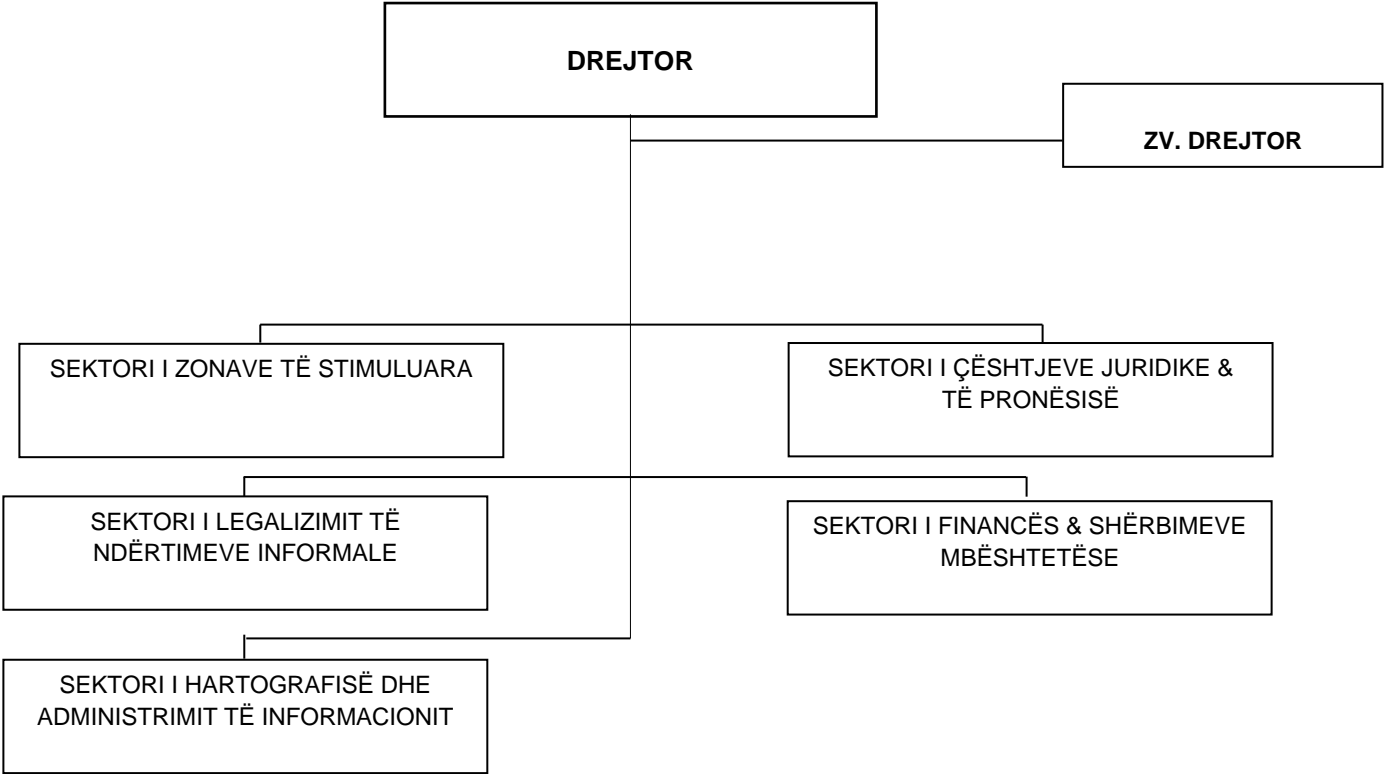 DREJTOR
ZV. DREJTOR
SEKTORI I ZONAVE TË STIMULUARA
SEKTORI I ÇËSHTJEVE JURIDIKE &
TË PRONËSISË
SEKTORI I LEGALIZIMIT TË
NDËRTIMEVE INFORMALE
SEKTORI I FINANCËS & SHËRBIMEVE
MBËSHTETËSE
SEKTORI I HARTOGRAFISË DHE
ADMINISTRIMIT TË INFORMACIONIT